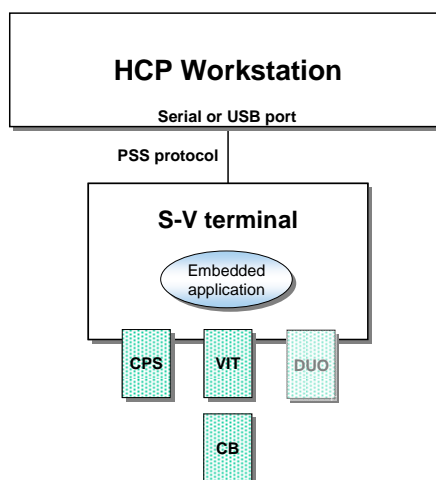 HCP Workstation
Serial or USB port
PSS protocol
S-V terminal
Embedded
application
CPS
VIT
DUO
CB